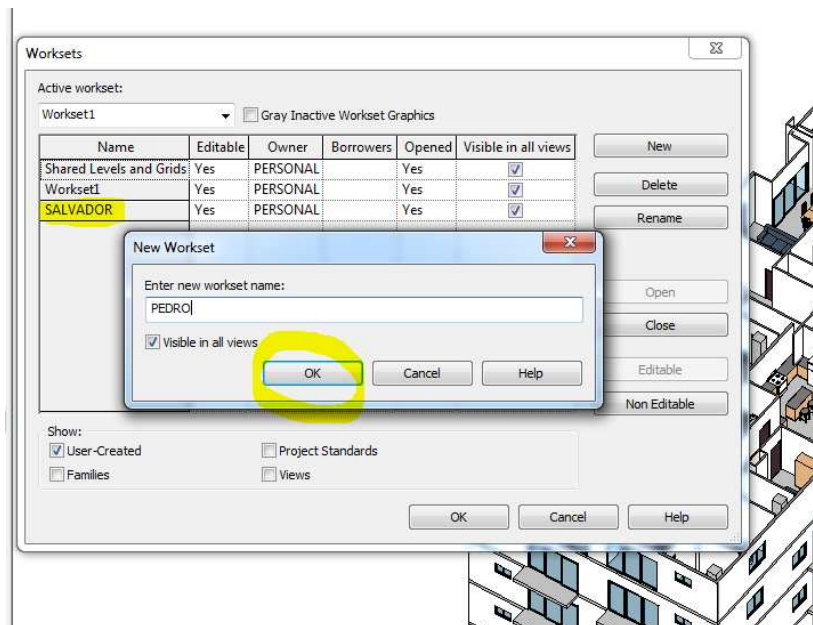 Worksets
Active workset:
Workset1 Gray Inactive Workset Graphics
Name Editable Owner Borrowers Opened Visible in all views New
Shared Levels and Grids Yes PERSONAL Yes
Workset1 Yes PERSONAL Yes Delete
SALVADOR Yes PERSONAL Yes Rename
New Workset
Enter new workset name:
PEDRO
Visible in all views
OK Cancel Help
Open
Close
Editable
Non Editable
Show:
User-Created Project Standards
Families Views
OK Cancel Help